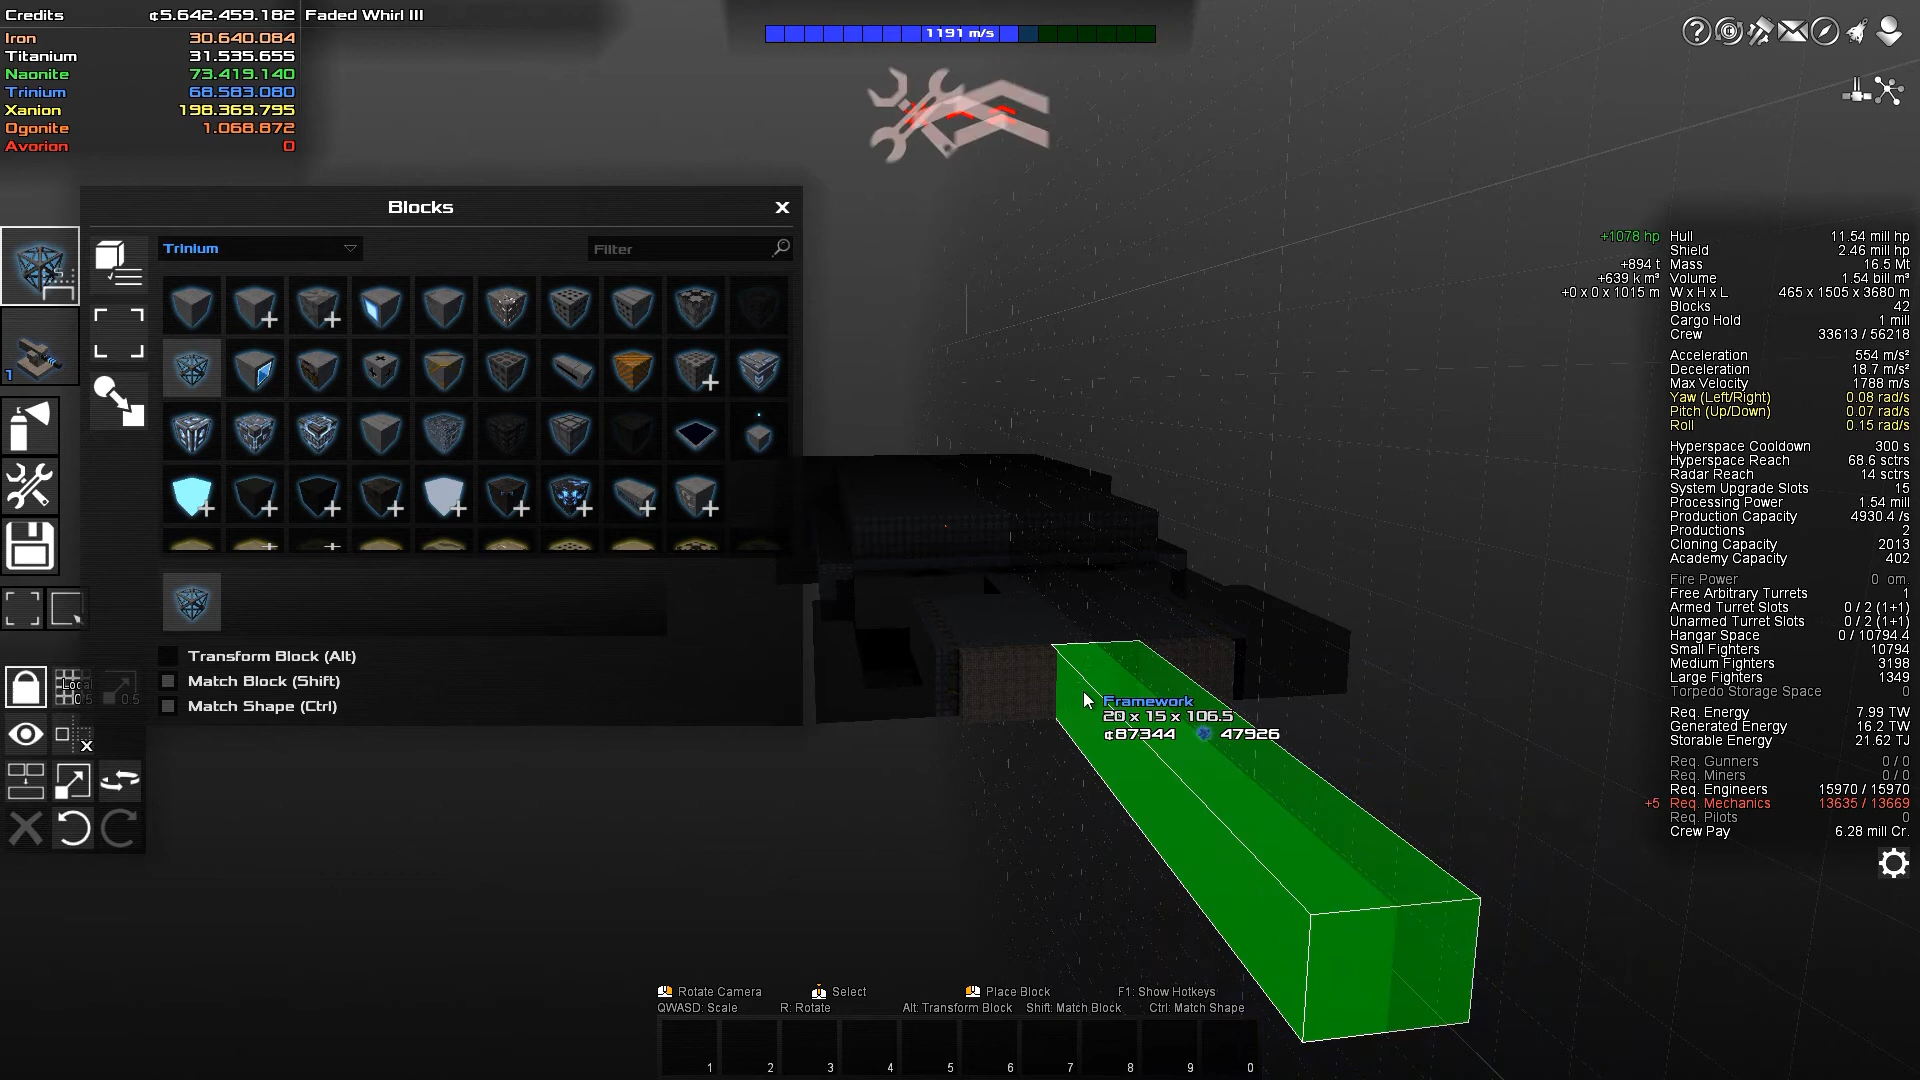 Credits ¢5.642.459.182 Faded Whirl III
Iron 30.640.084
Titanium 31.535.655
Naonite 73.419.140
Trinium 68.583.080
Xanion 198.369.795
Ogonite 1.068.872
Avorion 0
1191 m/s
Blocks X
Trinium
Filter
1
Local
0.5
0.5
Transform Block (Alt)
Match Block (Shift)
Match Shape (Ctrl)
Framework
20 x 15 x 106.5
¢87344 47926
+1078 hp Hull 11.54 mill hp
Shield 2.46 mill hp
+894 t Mass 16.5 Mt
+639 k m³ Volume 1.54 bill m³
+0 x 0 x 1015 m W x H x L 465 x 1505 x 3680 m
Blocks 42
Cargo Hold 1 mill
Crew 33613 / 56218
Acceleration 554 m/s²
Deceleration 18.7 m/s²
Max Velocity 1788 m/s
Yaw (Left/Right) 0.08 rad/s
Pitch (Up/Down) 0.07 rad/s
Roll 0.15 rad/s
Hyperspace Cooldown 300 s
Hyperspace Reach 68.6 sctrs
Radar Reach 14 sctrs
System Upgrade Slots 15
Processing Power 1.54 mill
Production Capacity 4930.4 /s
Productions 2
Cloning Capacity 2013
Academy Capacity 402
Fire Power 0 om.
Free Arbitrary Turrets 1
Armed Turret Slots 0 / 2 (1+1)
Unarmed Turret Slots 0 / 2 (1+1)
Hangar Space 0 / 10794.4
Small Fighters 10794
Medium Fighters 3198
Large Fighters 1349
Torpedo Storage Space 0
Req. Energy 7.99 TW
Generated Energy 16.2 TW
Storable Energy 21.62 TJ
Req. Gunners 0 / 0
Req. Miners 0 / 0
Req. Engineers 15970 / 15970
+5 Req. Mechanics 13635 / 13669
Req. Pilots 0
Crew Pay 6.28 mill Cr.
Rotate Camera Select Place Block F1: Show Hotkeys
QWASD: Scale R: Rotate Alt: Transform Block Shift: Match Block Ctrl: Match Shape
1 2 3 4 5 6 7 8 9 0